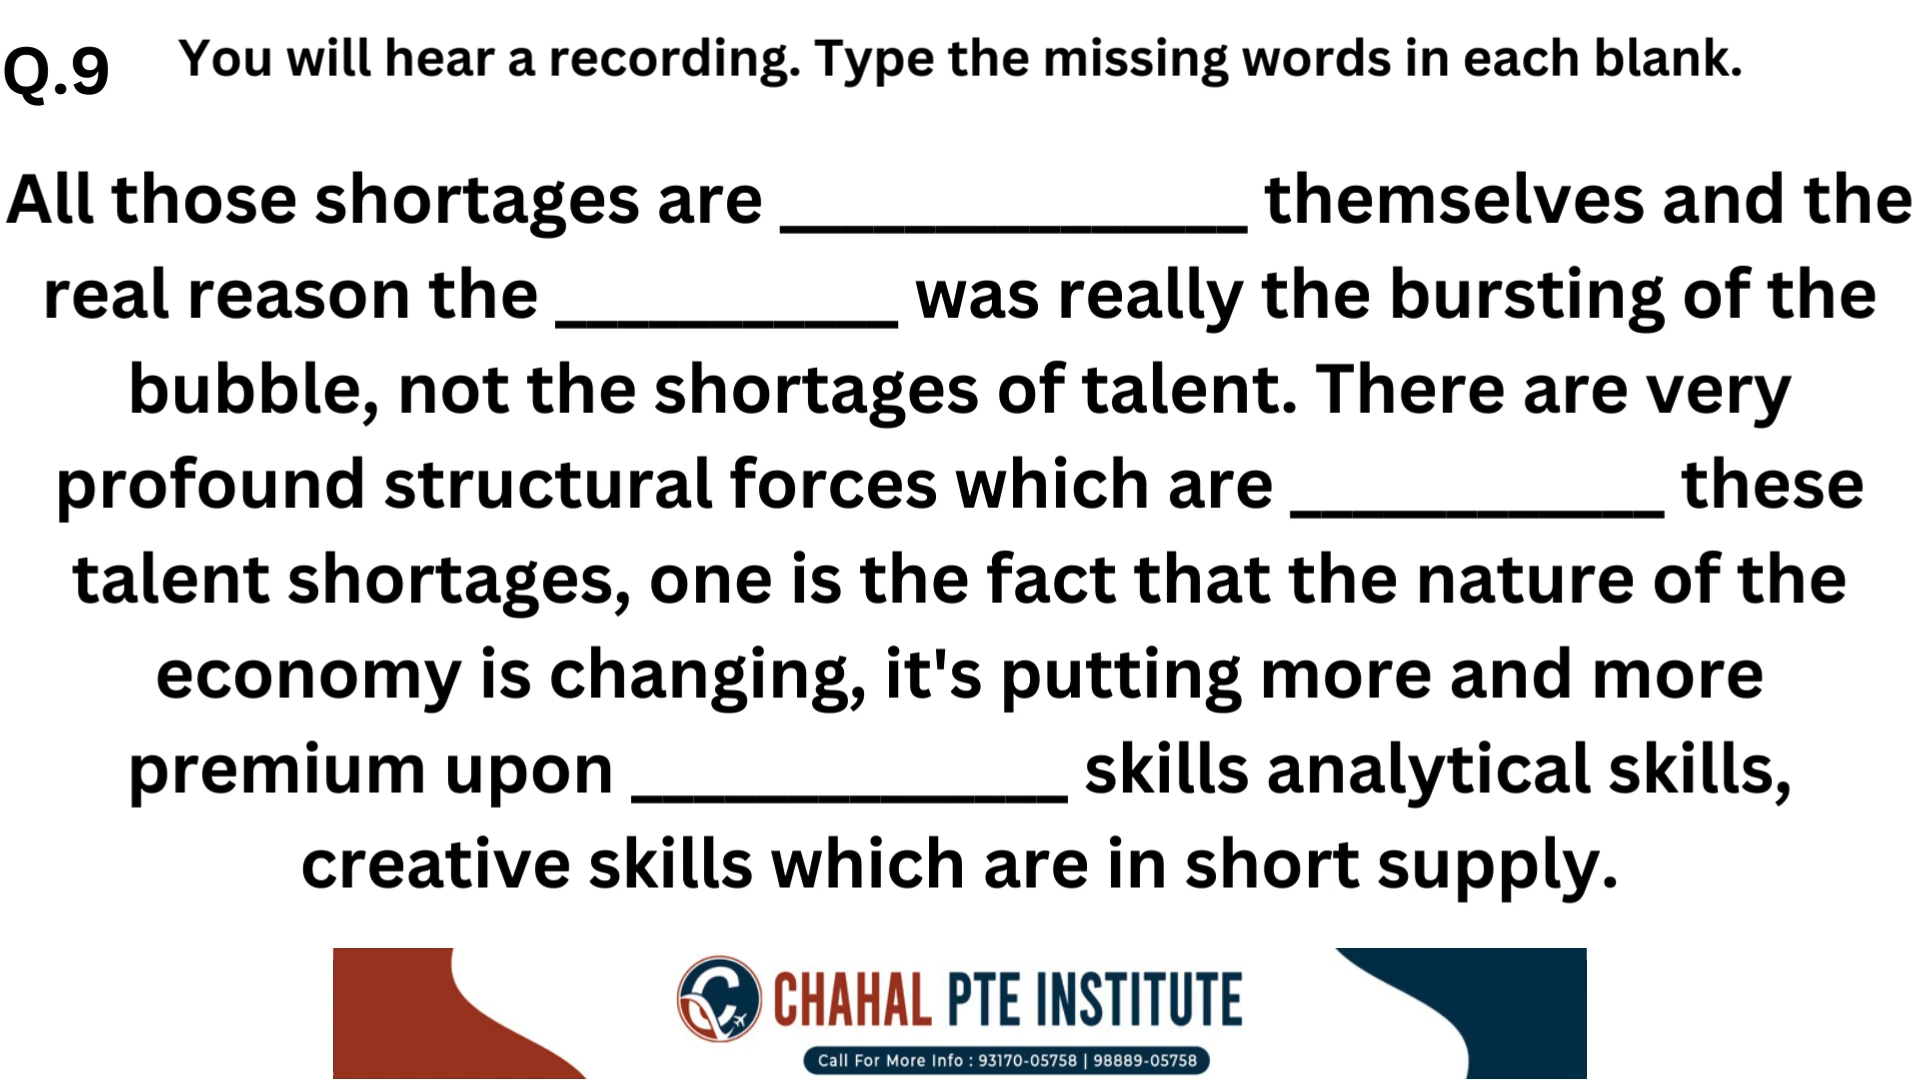 Q.9 You will hear a recording. Type the missing words in each blank.
All those shortages are _______________ themselves and the
real reason the ___________ was really the bursting of the
bubble, not the shortages of talent. There are very
profound structural forces which are ____________ these
talent shortages, one is the fact that the nature of the
economy is changing, it's putting more and more
premium upon ______________ skills analytical skills,
creative skills which are in short supply.
CHAHAL PTE INSTITUTE
Call For More Info : 93170-05758 | 98889-05758